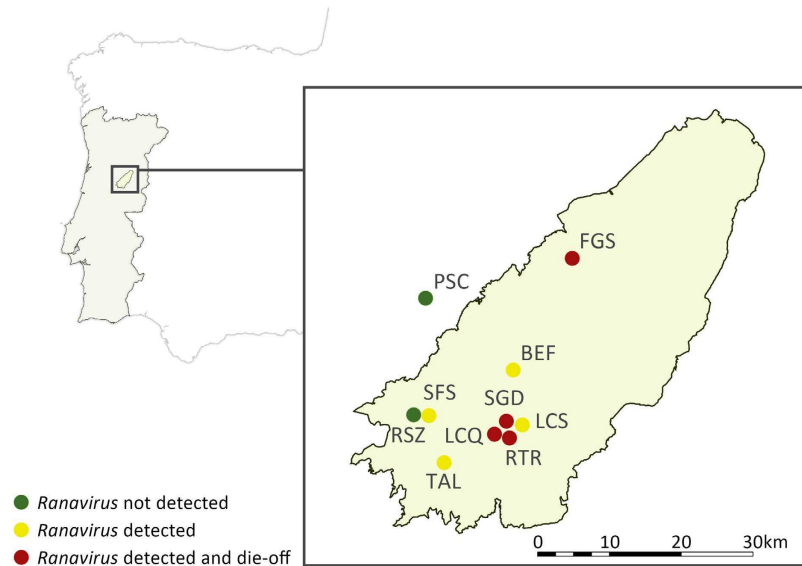 FGS
PSC
BEF
SFS
SGD
LCS
RSZ
LCQ
RTR
TAL
Ranavirus not detected
Ranavirus detected
Ranavirus detected and die-off
0 10 20 30km